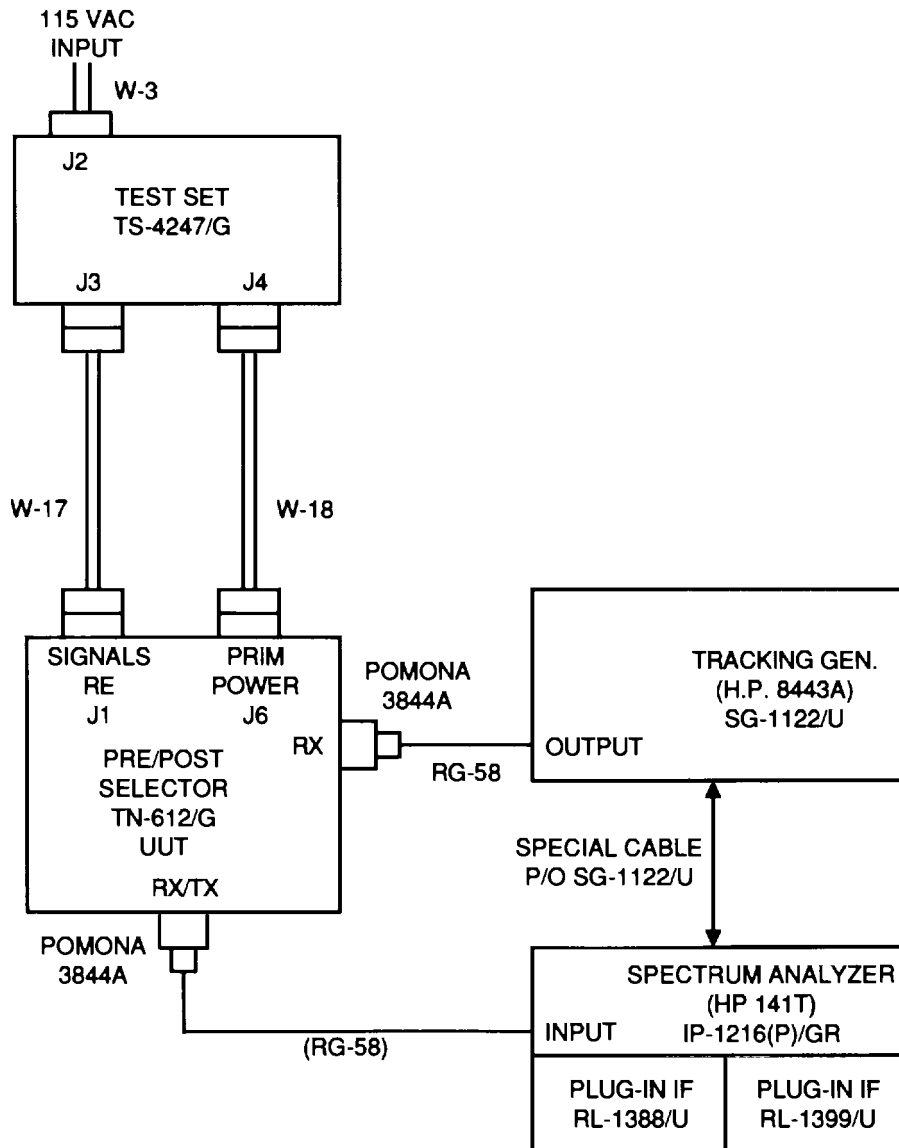 115 VAC
INPUT
W-3
J2
TEST SET
TS-4247/G
J3
J4
W-17
W-18
SIGNALS
RE
J1
PRIM
POWER
J6
RX
PRE/POST
SELECTOR
TN-612/G
UUT
RX/TX
POMONA
3844A
RG-58
TRACKING GEN.
(H.P. 8443A)
SG-1122/U
OUTPUT
SPECIAL CABLE
P/O SG-1122/U
POMONA
3844A
(RG-58)
SPECTRUM ANALYZER
(HP 141T)
INPUT
IP-1216(P)/GR
PLUG-IN IF
RL-1388/U
PLUG-IN IF
RL-1399/U